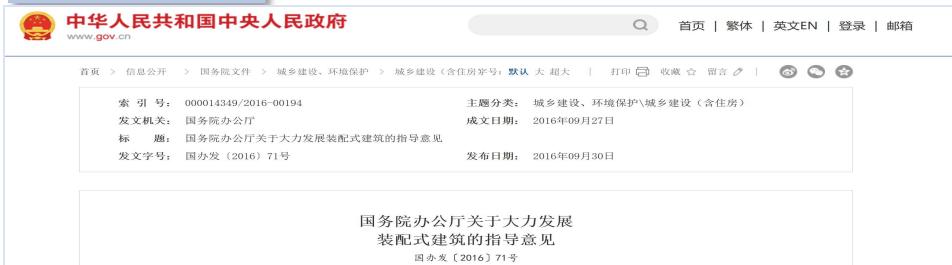 中华人民共和国中央人民政府
www.gov.cn
首页 | 繁体 | 英文EN | 登录 | 邮箱
首页 > 信息公开 > 国务院文件 > 城乡建设、环境保护 > 城乡建设（含住房 字号：默认 大 超大 | 打印 收藏 ☆ 留言 |
索 引 号： 000014349/2016-00194 主题分类： 城乡建设、环境保护\城乡建设（含住房）
发文机关： 国务院办公厅 成文日期： 2016年09月27日
标 题： 国务院办公厅关于大力发展装配式建筑的指导意见
发文字号： 国办发（2016）71号 发布日期： 2016年09月30日
国务院办公厅关于大力发展
装配式建筑的指导意见
国办发〔2016〕71号